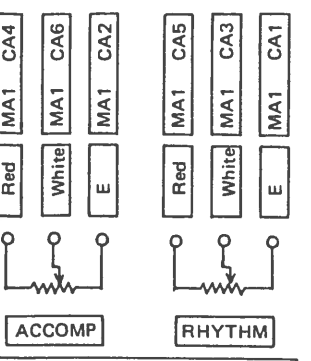 MA1 CA4
MA1 CA6
MA1 CA2
MA1 CA5
MA1 CA3
MA1 CA1
Red
White
E
Red
White
E
ACCOMP
RHYTHM